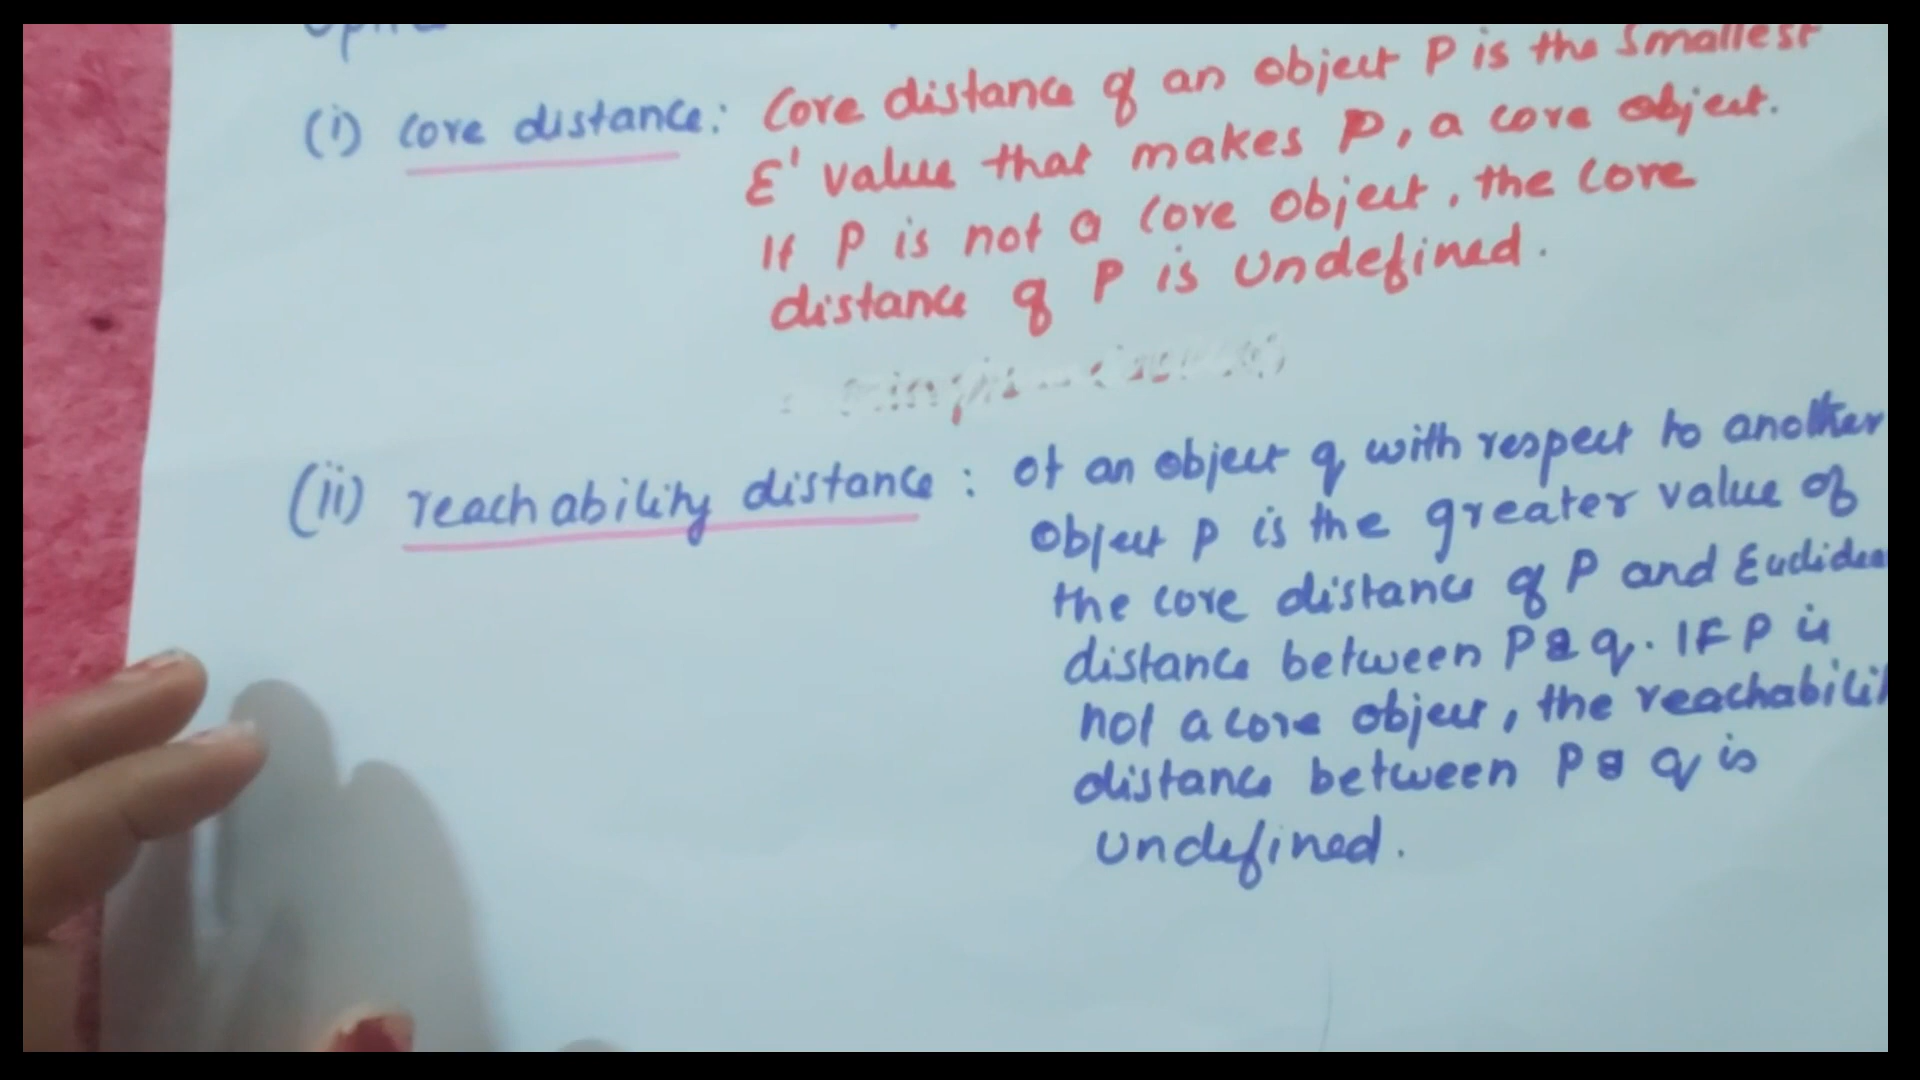 (i) core distance: Core distance of an object P is the smallest
ε' value that makes P, a core object.
If P is not a core object, the core
distance of P is undefined.
(ii) reachability distance: of an object q with respect to another
object p is the greater value of
the core distance of P and Euclidea
distance between P & q. IF P is
not a core object, the reachabilit
distance between P & q is
undefined.